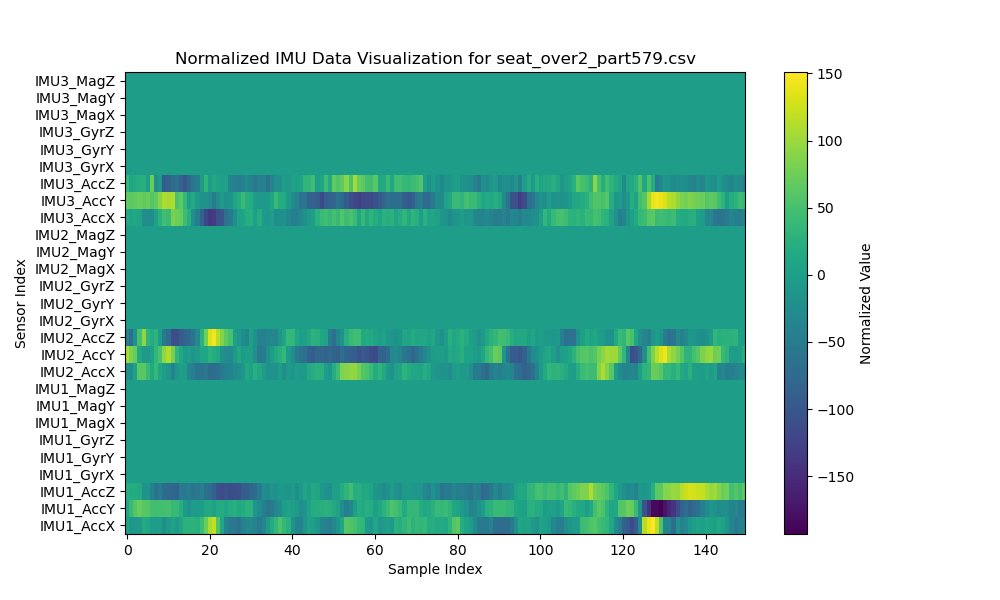 Normalized IMU Data Visualization for seat_over2_part579.csv
IMU3_MagZ
IMU3_MagY
IMU3_MagX
IMU3_GyrZ
IMU3_GyrY
IMU3_GyrX
IMU3_AccZ
IMU3_AccY
IMU3_AccX
IMU2_MagZ
IMU2_MagY
IMU2_MagX
IMU2_GyrZ
IMU2_GyrY
IMU2_GyrX
IMU2_AccZ
IMU2_AccY
IMU2_AccX
IMU1_MagZ
IMU1_MagY
IMU1_MagX
IMU1_GyrZ
IMU1_GyrY
IMU1_GyrX
IMU1_AccZ
IMU1_AccY
IMU1_AccX
Sensor Index
0 20 40 60 80 100 120 140
Sample Index
150
100
50
0
−50
−100
−150
Normalized Value